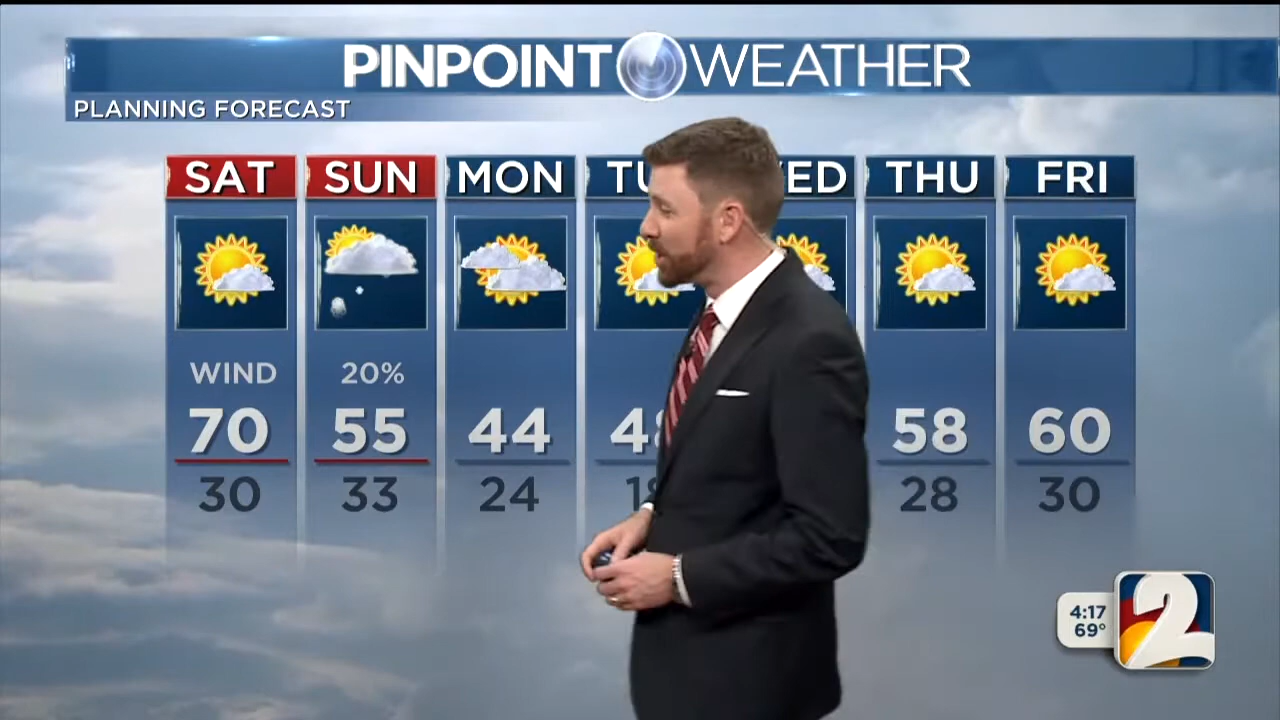 PINPOINT WEATHER
PLANNING FORECAST
SAT SUN MON THU FRI
WIND 20%
70 55 44 58 60
30 33 24 28 30
4:17
69°
2